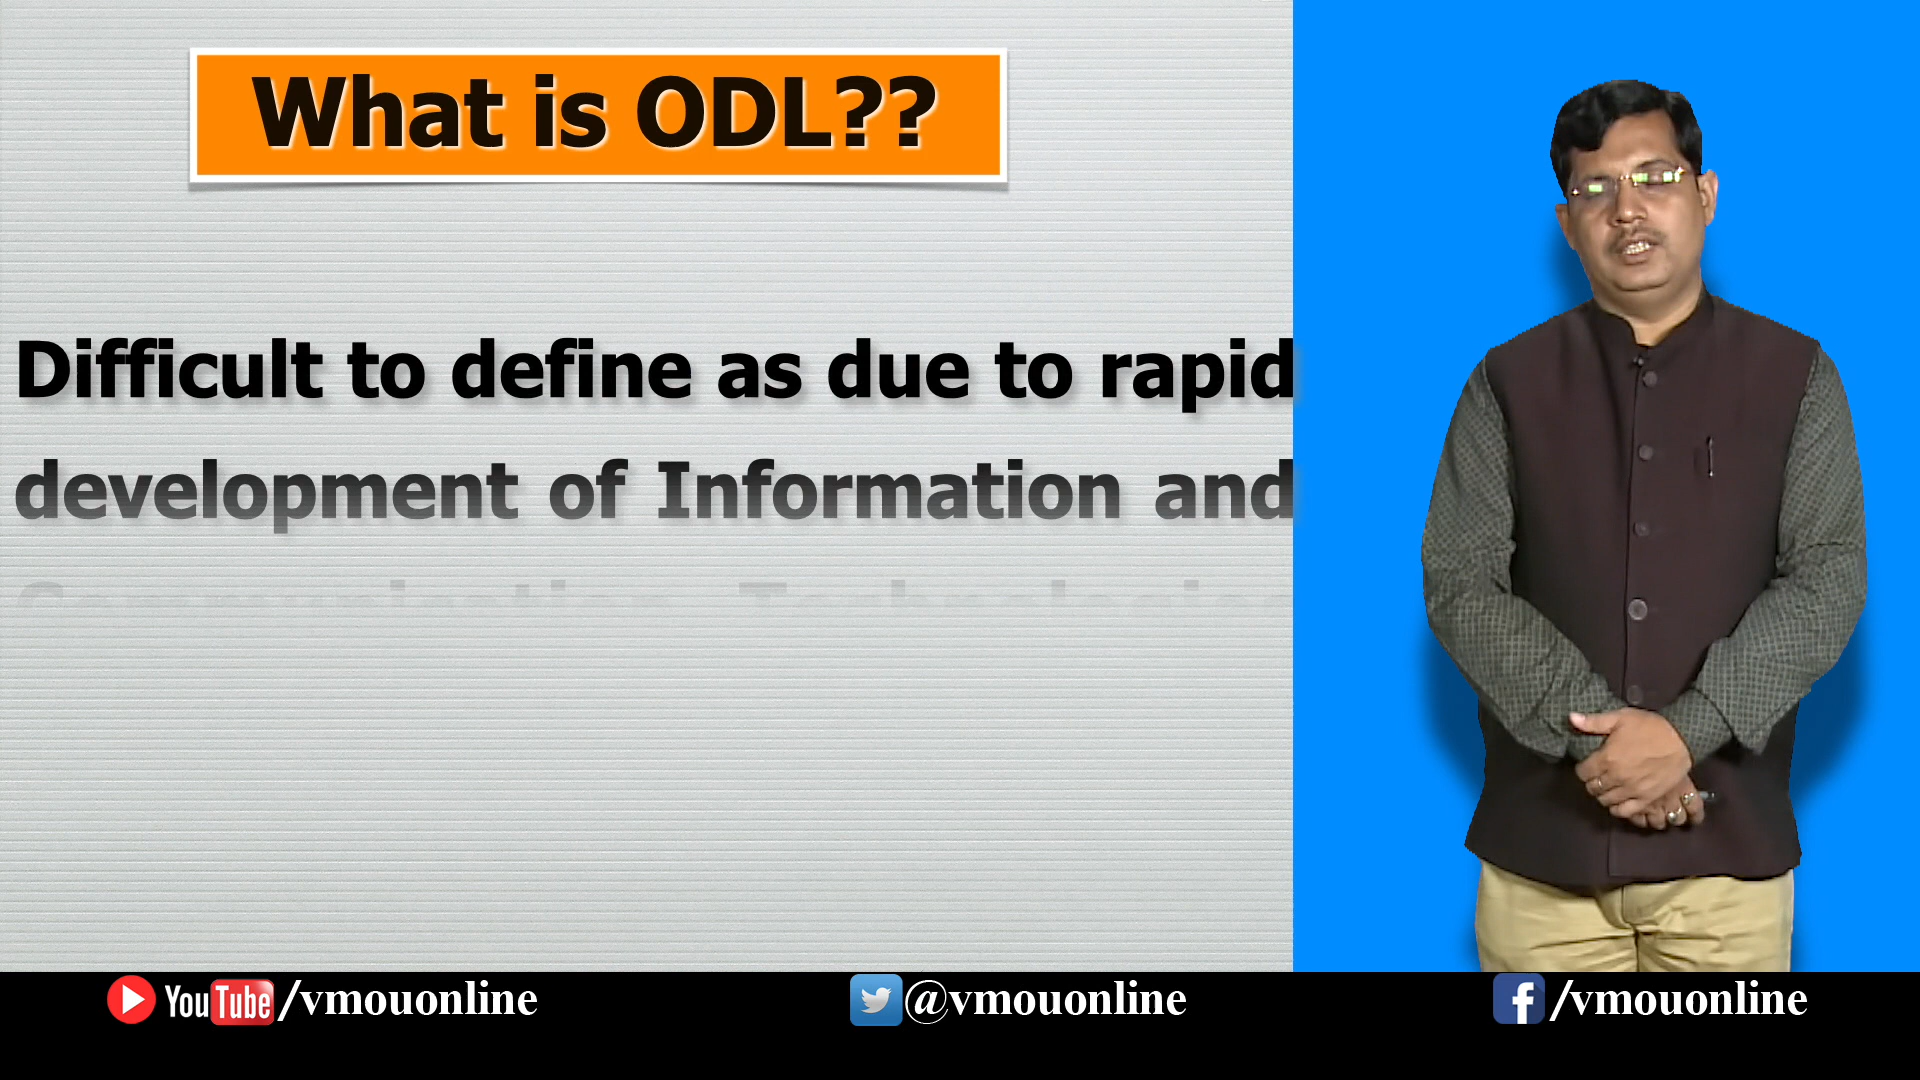 What is ODL??
Difficult to define as due to rapid
development of Information and
YouTube/vmouonline
@vmouonline
/vmouonline